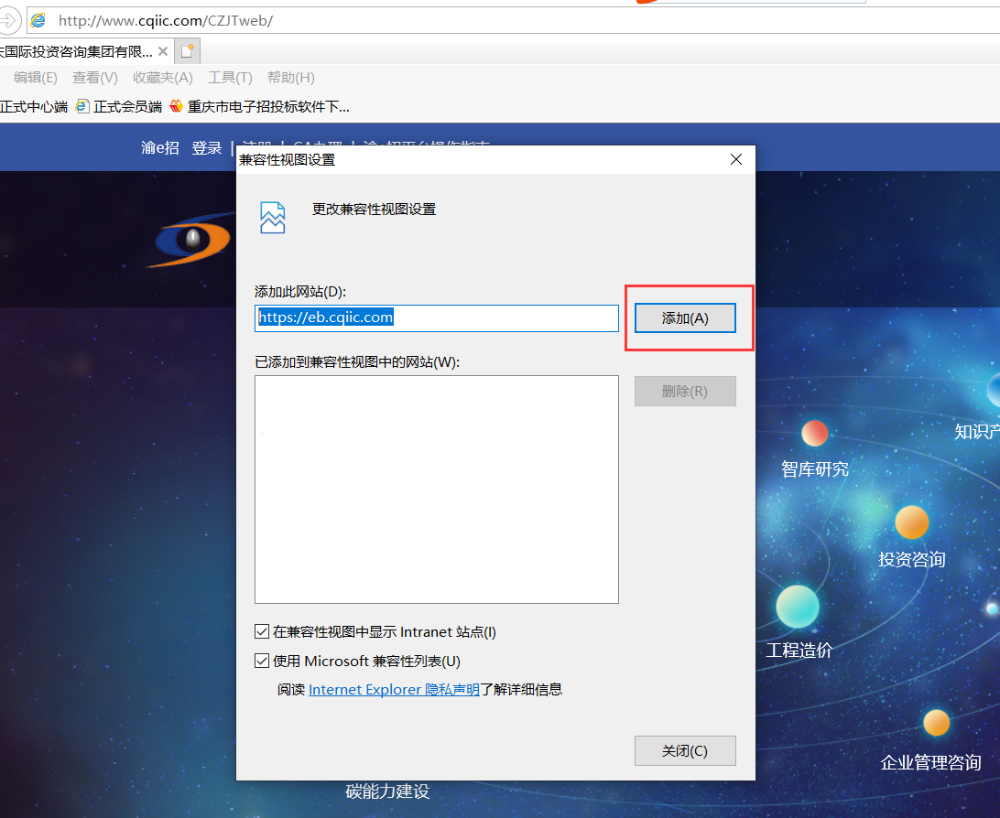 http://www.cqiic.com/CZJTweb/
国际投资咨询集团有限...
编辑(E) 查看(V) 收藏夹(A) 工具(T) 帮助(H)
正式中心端 正式会员端 重庆市电子招投标软件下...
渝e招 登录 | 注册 | CA办理 | 渝e招平台操作指南
兼容性视图设置
更改兼容性视图设置
添加此网站(D):
https://eb.cqiic.com
添加(A)
已添加到兼容性视图中的网站(W):
删除(R)
知识产
智库研究
投资咨询
工程造价
在兼容性视图中显示 Intranet 站点(I)
使用 Microsoft 兼容性列表(U)
阅读 Internet Explorer 隐私声明了解详细信息
关闭(C)
企业管理咨询
碳能力建设